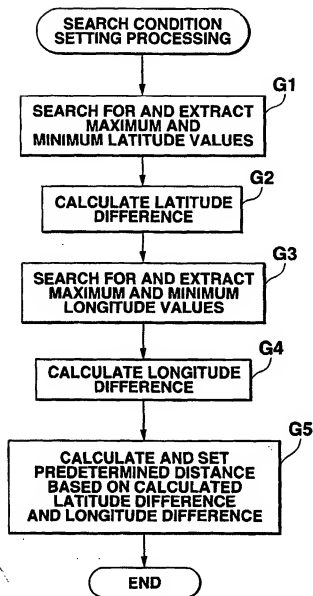 SEARCH CONDITION
SETTING PROCESSING
G1
SEARCH FOR AND EXTRACT
MAXIMUM AND
MINIMUM LATITUDE VALUES
G2
CALCULATE LATITUDE
DIFFERENCE
G3
SEARCH FOR AND EXTRACT
MAXIMUM AND MINIMUM
LONGITUDE VALUES
G4
CALCULATE LONGITUDE
DIFFERENCE
G5
CALCULATE AND SET
PREDETERMINED DISTANCE
BASED ON CALCULATED
LATITUDE DIFFERENCE
AND LONGITUDE DIFFERENCE
END